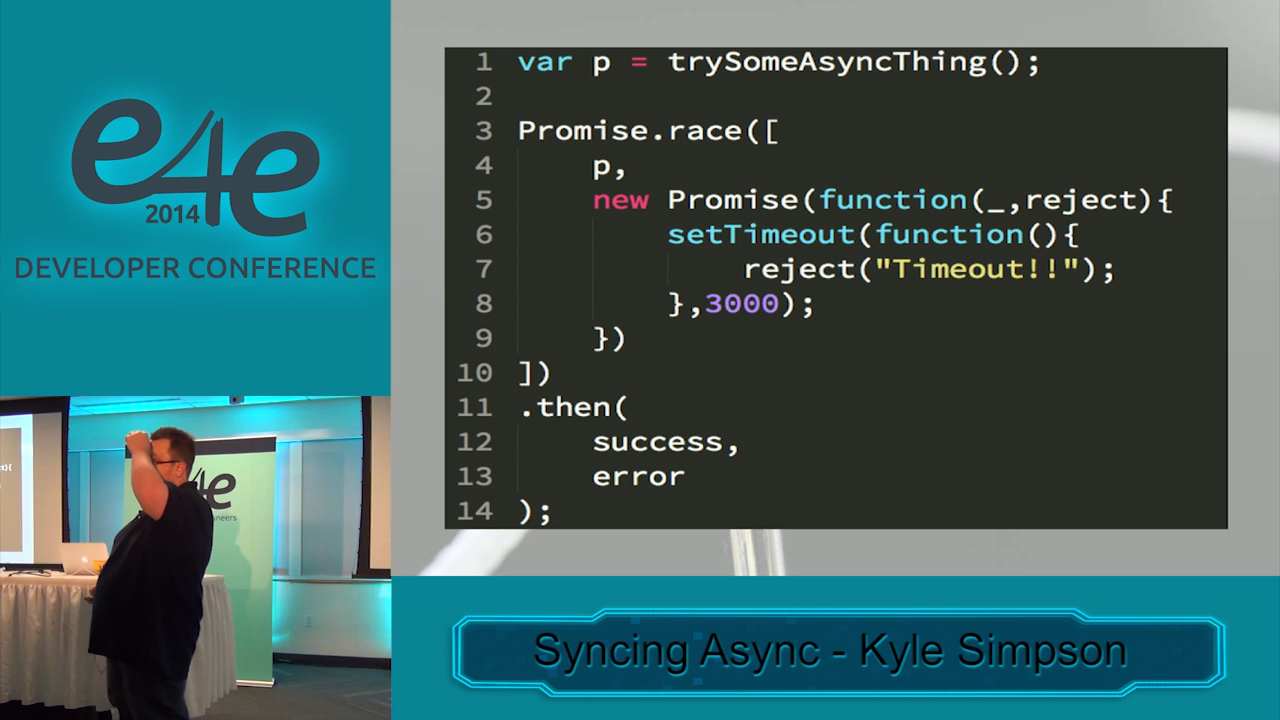 e4e
2014
DEVELOPER CONFERENCE
1 var p = trySomeAsyncThing();
2
3 Promise.race([
4 p,
5 new Promise(function(_,reject){
6 setTimeout(function(){
7 reject("Timeout!!");
8 },3000);
9 })
10 ])
11 .then(
12 success,
13 error
14 );
Syncing Async - Kyle Simpson